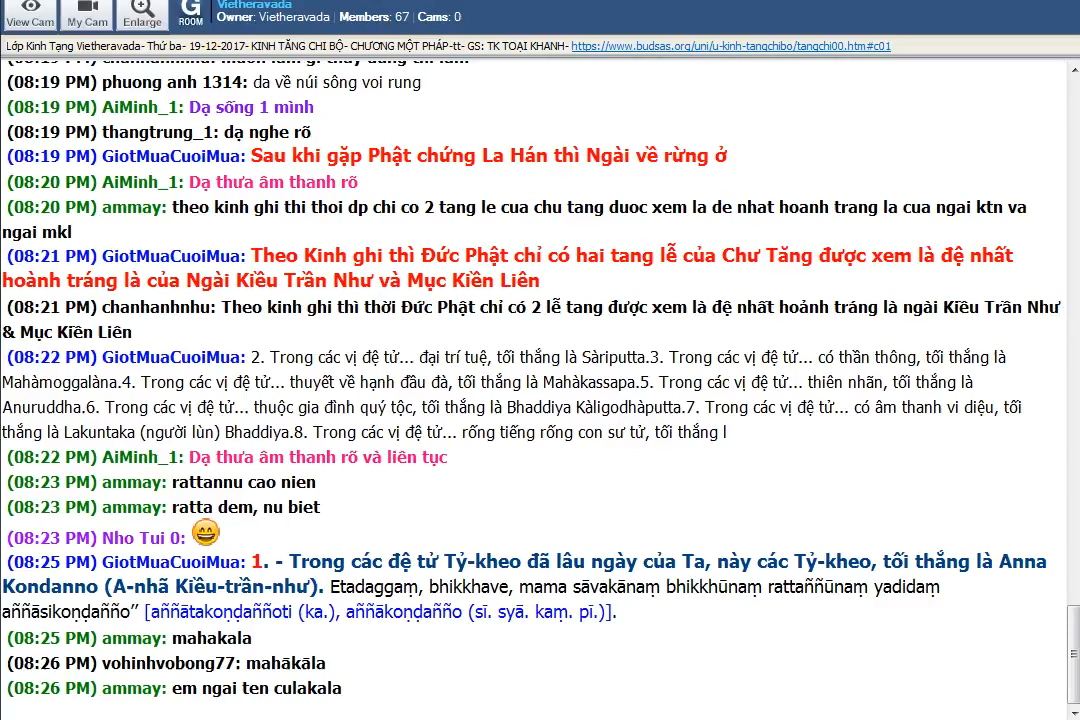 View Cam
My Cam
Enlarge
G
ROOM
Vietheravada
Owner: Vietheravada | Members: 67 | Cams: 0
Lớp Kinh Tạng Vietheravada- Thứ ba- 19-12-2017- KINH TĂNG CHI BỘ- CHƯƠNG MỘT PHÁP-tt- GS: TK TOẠI KHANH- https://www.budsas.org/uni/u-kinh-tangchibo/tangchi00.htm#c01
(08:19 PM) phuong anh 1314: da về núi sông voi rung
(08:19 PM) AiMinh_1: Dạ sống 1 mình
(08:19 PM) thangtrung_1: dạ nghe rõ
(08:19 PM) GiotMuaCuoiMua: Sau khi gặp Phật chứng La Hán thì Ngài về rừng ở
(08:20 PM) AiMinh_1: Dạ thưa âm thanh rõ
(08:20 PM) ammay: theo kinh ghi thi thoi dp chi co 2 tang le cua chu tang duoc xem la de nhat hoanh trang la cua ngai ktn va
ngai mkl
(08:21 PM) GiotMuaCuoiMua: Theo Kinh ghi thì Đức Phật chỉ có hai tang lễ của Chư Tăng được xem là đệ nhất
hoành tráng là của Ngài Kiều Trần Như và Mục Kiền Liên
(08:21 PM) chanhanhnhu: Theo kinh ghi thì thời Đức Phật chỉ có 2 lễ tang được xem là đệ nhất hoảnh tráng là ngài Kiều Trần Như
& Mục Kiền Liên
(08:22 PM) GiotMuaCuoiMua: 2. Trong các vị đệ tử... đại trí tuệ, tối thắng là Sàriputta.3. Trong các vị đệ tử... có thần thông, tối thắng là
Mahàmoggalàna.4. Trong các vị đệ tử... thuyết về hạnh đầu đà, tối thắng là Mahàkassapa.5. Trong các vị đệ tử... thiên nhãn, tối thắng là
Anuruddha.6. Trong các vị đệ tử... thuộc gia đình quý tộc, tối thắng là Bhaddiya Kàligodhàputta.7. Trong các vị đệ tử... có âm thanh vi diệu, tối
thắng là Lakuntaka (người lùn) Bhaddiya.8. Trong các vị đệ tử... rống tiếng rống con sư tử, tối thắng l
(08:22 PM) AiMinh_1: Dạ thưa âm thanh rõ và liên tục
(08:23 PM) ammay: rattannu cao nien
(08:23 PM) ammay: ratta dem, nu biet
(08:23 PM) Nho Tui 0:
(08:25 PM) GiotMuaCuoiMua: 1. - Trong các đệ tử Tỷ-kheo đã lâu ngày của Ta, này các Tỷ-kheo, tối thắng là Anna
Kondanno (A-nhã Kiều-trần-như). Etadaggaṃ, bhikkhave, mama sāvakānaṃ bhikkhūnaṃ rattaññūnaṃ yadidaṃ
aññāsikoṇḍañño” [aññātakoṇḍaññoti (ka.), aññākoṇḍañño (sī. syā. kaṃ. pī.)].
(08:25 PM) ammay: mahakala
(08:26 PM) vohinhvobong77: mahākāla
(08:26 PM) ammay: em ngai ten culakala